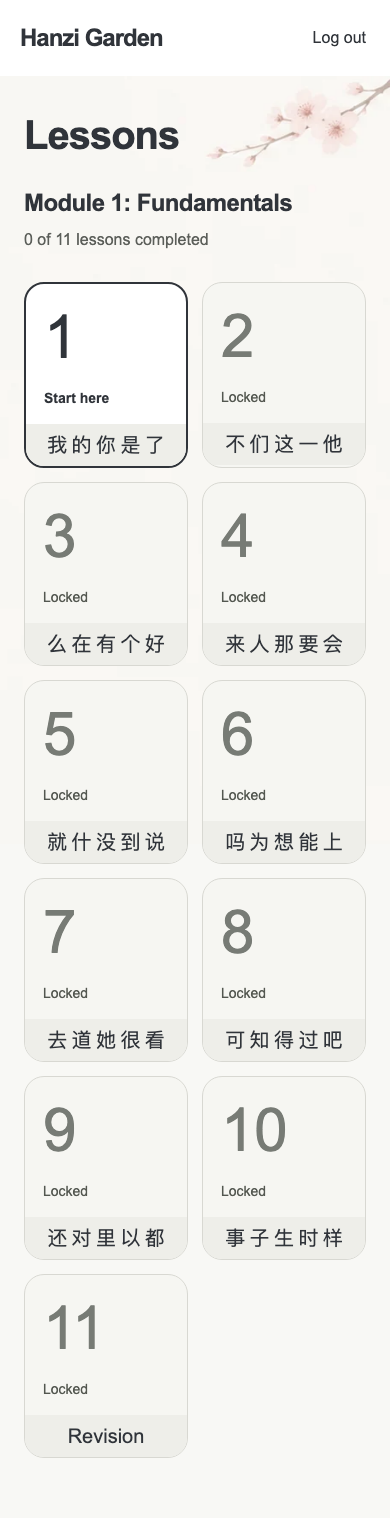 Hanzi Garden
Log out
Lessons
Module 1: Fundamentals
0 of 11 lessons completed
1
Start here
我的你是了
2
Locked
不们这一他
3
Locked
么在有个好
4
Locked
来人那要会
5
Locked
就什没到说
6
Locked
吗为想能上
7
Locked
去道她很看
8
Locked
可知得过吧
9
Locked
还对里以都
10
Locked
事子生时样
11
Locked
Revision